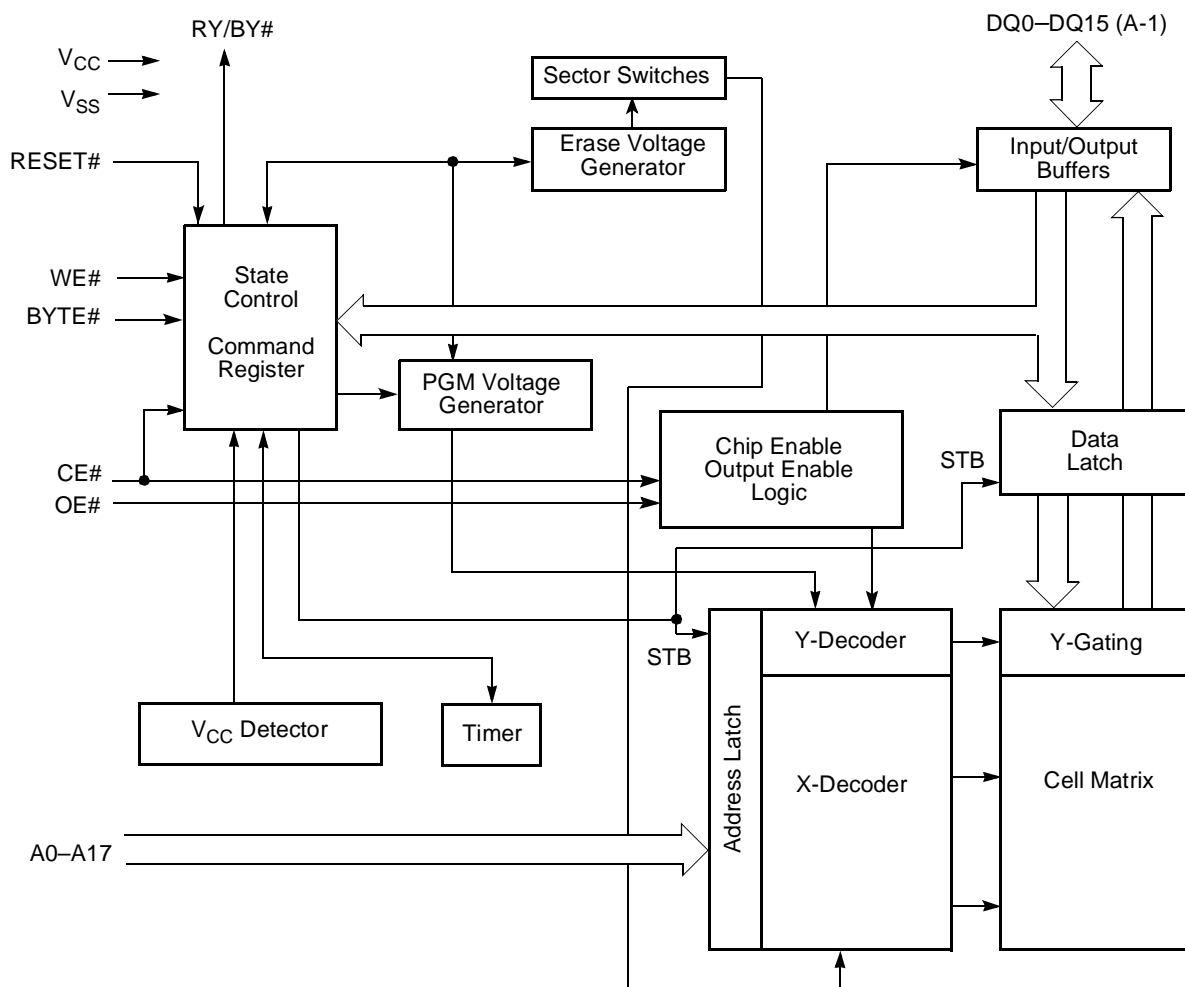 RY/BY#
DQ0–DQ15 (A-1)
VCC
VSS
Sector Switches
RESET#
Erase Voltage
Generator
Input/Output
Buffers
WE#
BYTE#
State
Control
Command
Register
PGM Voltage
Generator
CE#
OE#
Chip Enable
Output Enable
Logic
STB
Data
Latch
STB
Y-Decoder
Y-Gating
VCC Detector
Timer
Address Latch
X-Decoder
Cell Matrix
A0–A17